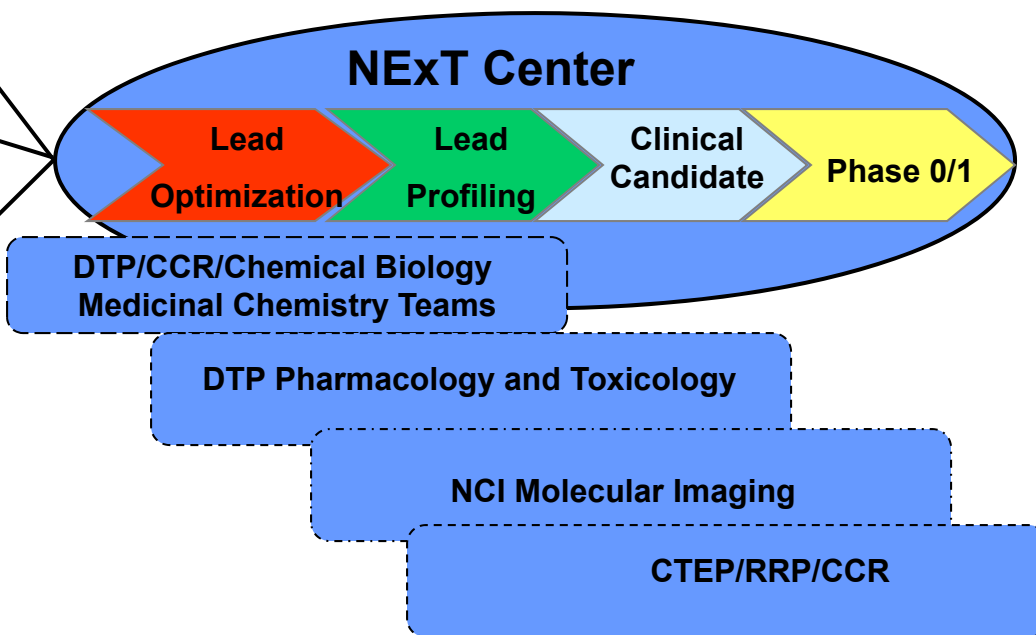 NExT Center
Lead
Optimization
Lead
Profiling
Clinical
Candidate
Phase 0/1
DTP/CCR/Chemical Biology
Medicinal Chemistry Teams
DTP Pharmacology and Toxicology
NCI Molecular Imaging
CTEP/RRP/CCR